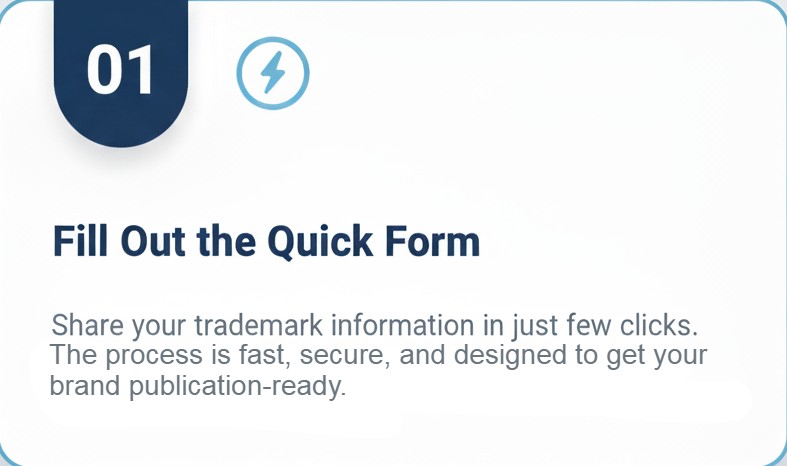 01
Fill Out the Quick Form
Share your trademark information in just few clicks.
The process is fast, secure, and designed to get your
brand publication-ready.